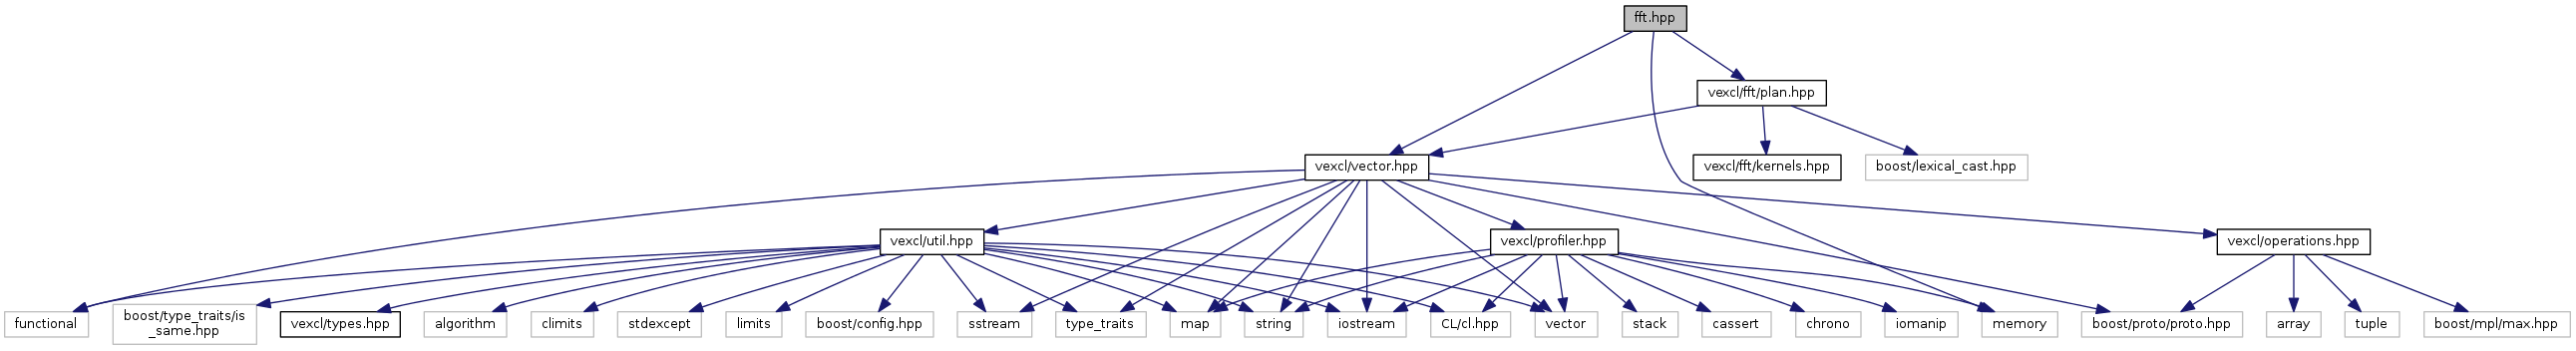 fft.hpp
vexcl/fft/plan.hpp
vexcl/vector.hpp
vexcl/fft/kernels.hpp
boost/lexical_cast.hpp
vexcl/util.hpp
vexcl/profiler.hpp
vexcl/operations.hpp
functional
boost/type_traits/is
_same.hpp
vexcl/types.hpp
algorithm
climits
stdexcept
limits
boost/config.hpp
sstream
type_traits
map
string
iostream
CL/cl.hpp
vector
stack
cassert
chrono
iomanip
memory
boost/proto/proto.hpp
array
tuple
boost/mpl/max.hpp